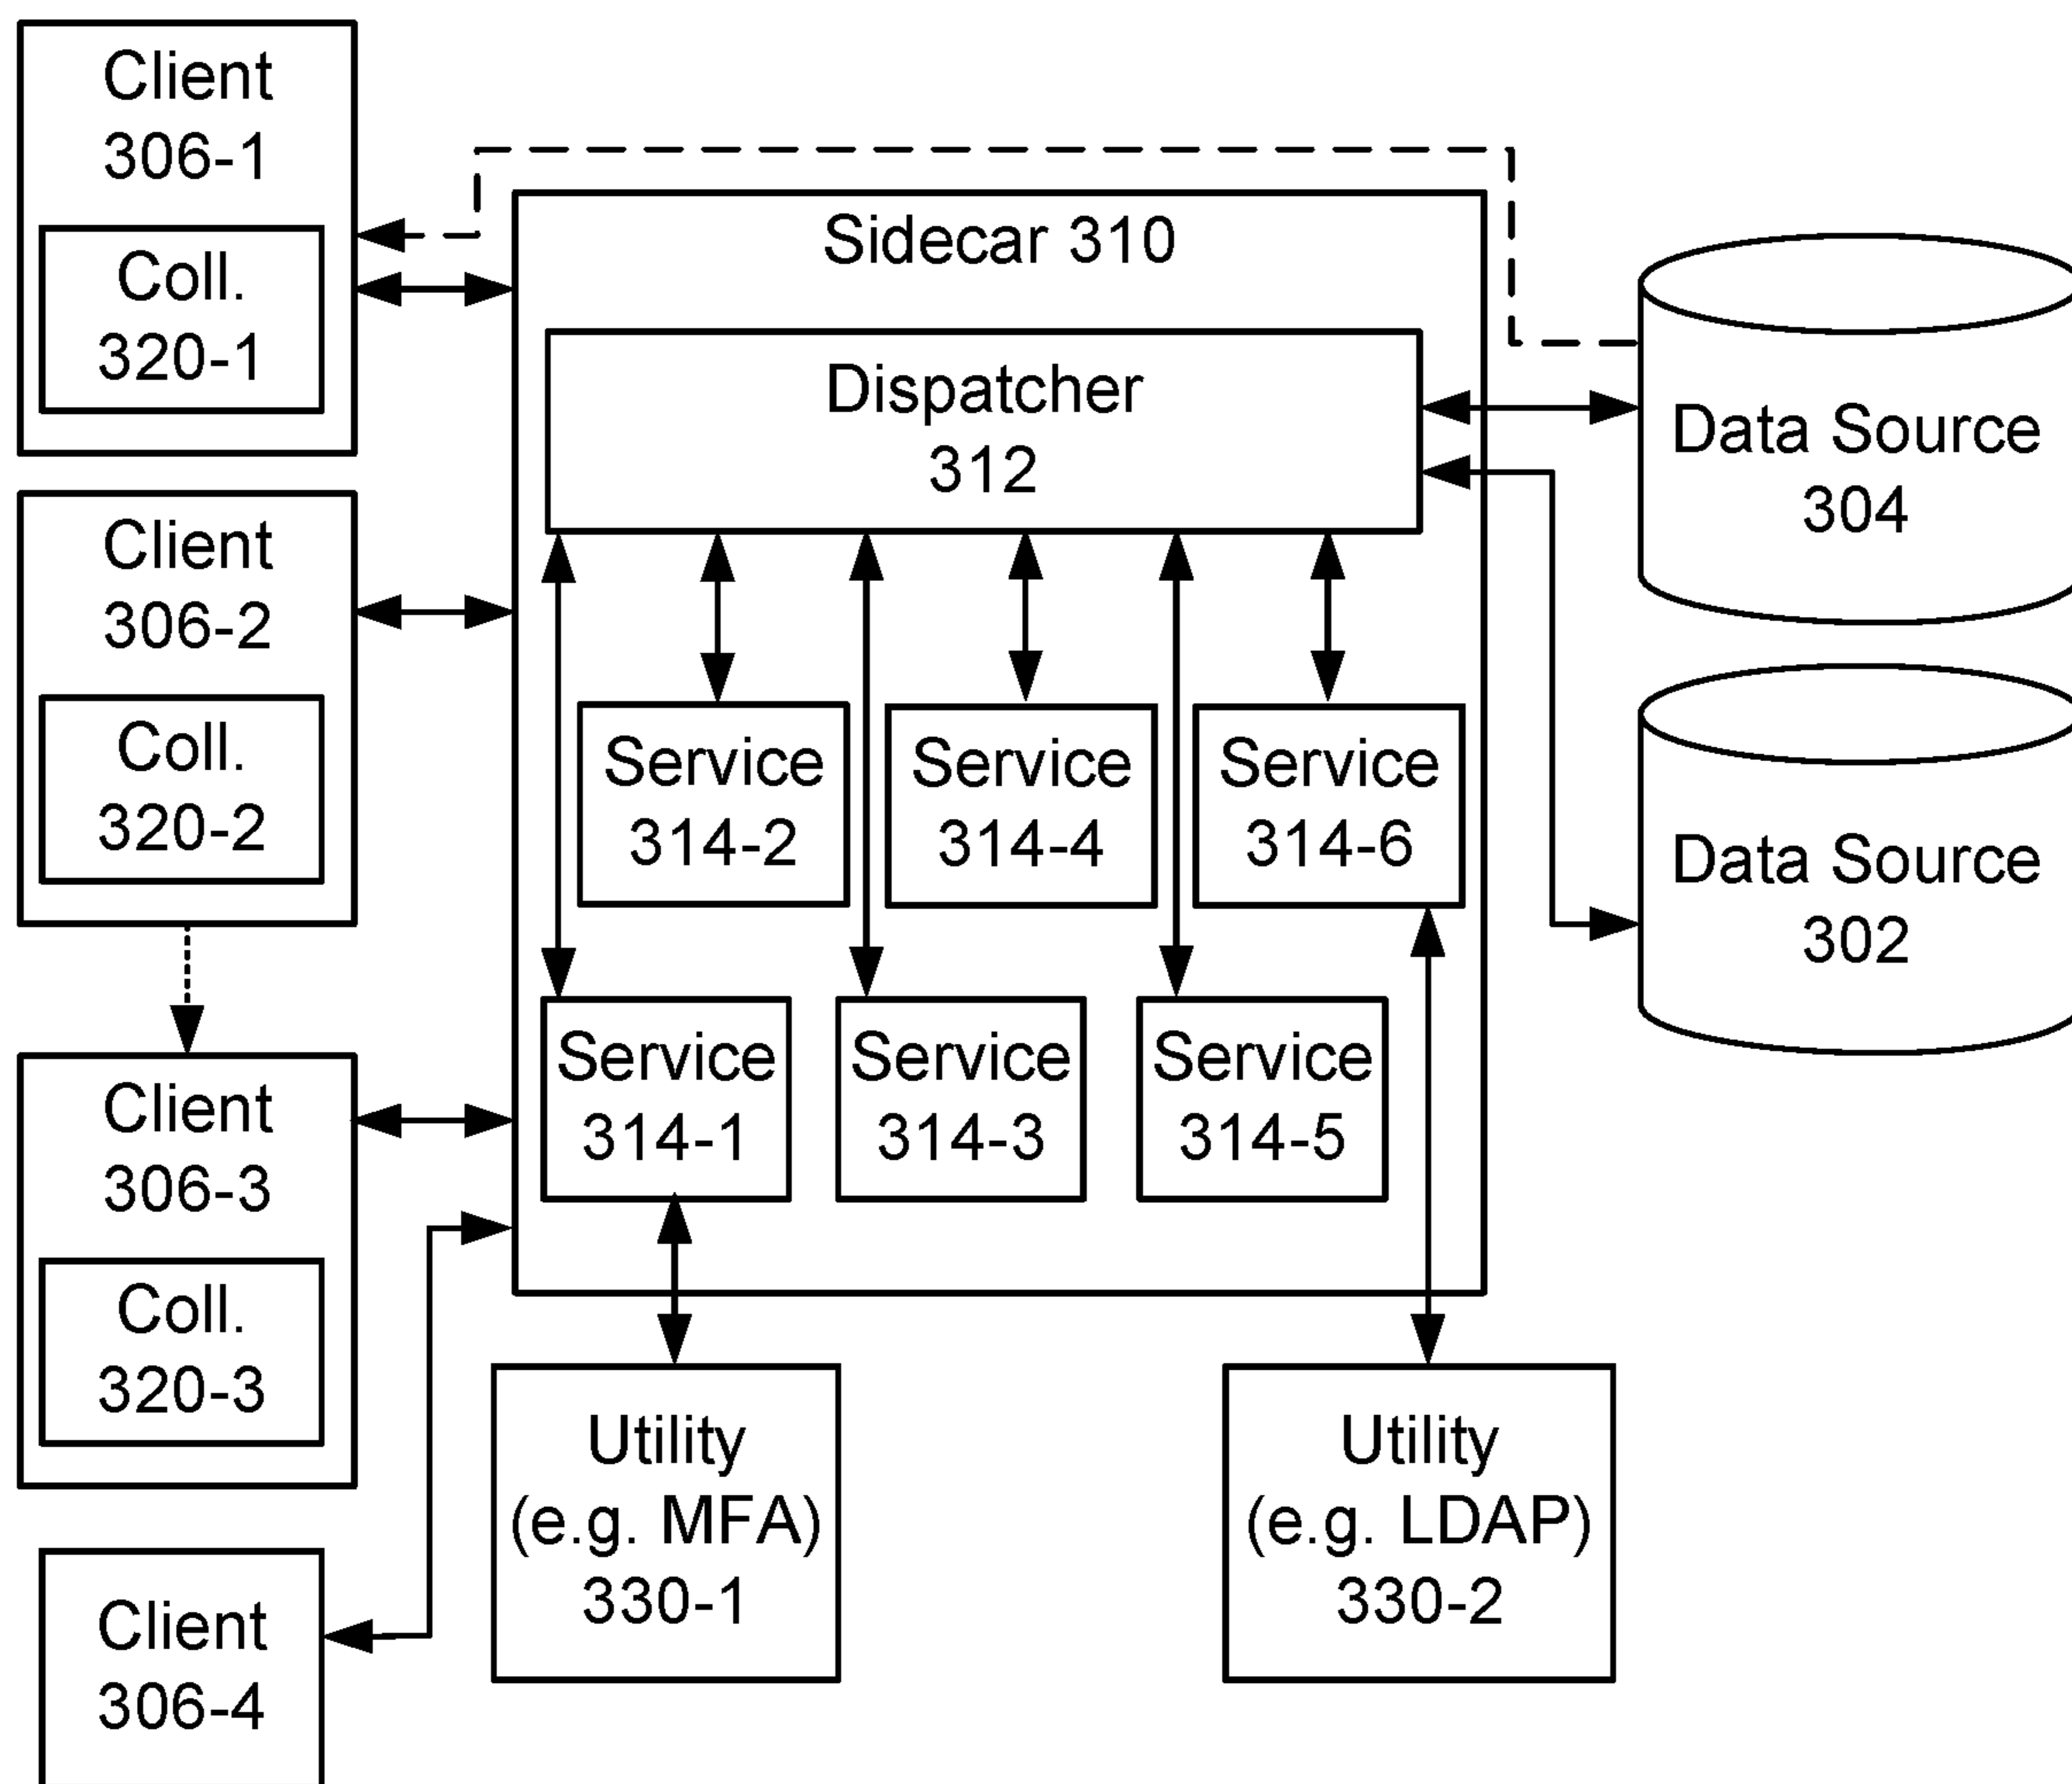 Client
306-1
Coll.
320-1
Client
306-2
Coll.
320-2
Client
306-3
Coll.
320-3
Client
306-4
Sidecar 310
Dispatcher
312
Service
314-2
Service
314-4
Service
314-6
Service
314-1
Service
314-3
Service
314-5
Utility
(e.g. MFA)
330-1
Utility
(e.g. LDAP)
330-2
Data Source
304
Data Source
302